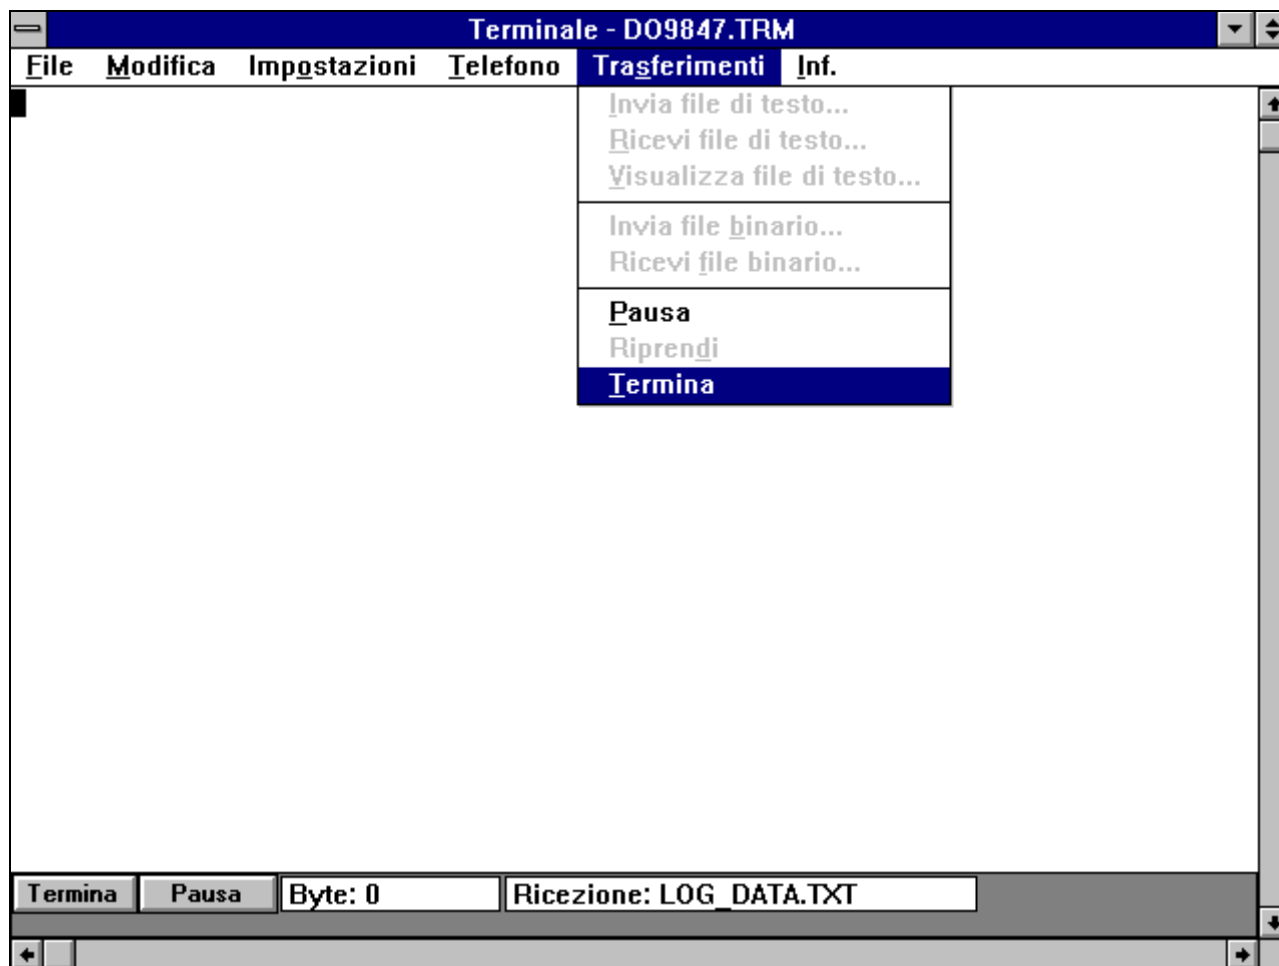 Terminale - DO9847.TRM
File Modifica Impostazioni Telefono Trasferimenti Inf.
Invia file di testo...
Ricevi file di testo...
Visualizza file di testo...
Invia file binario...
Ricevi file binario...
Pausa
Riprendi
Termina
Termina Pausa Byte: 0 Ricezione: LOG_DATA.TXT